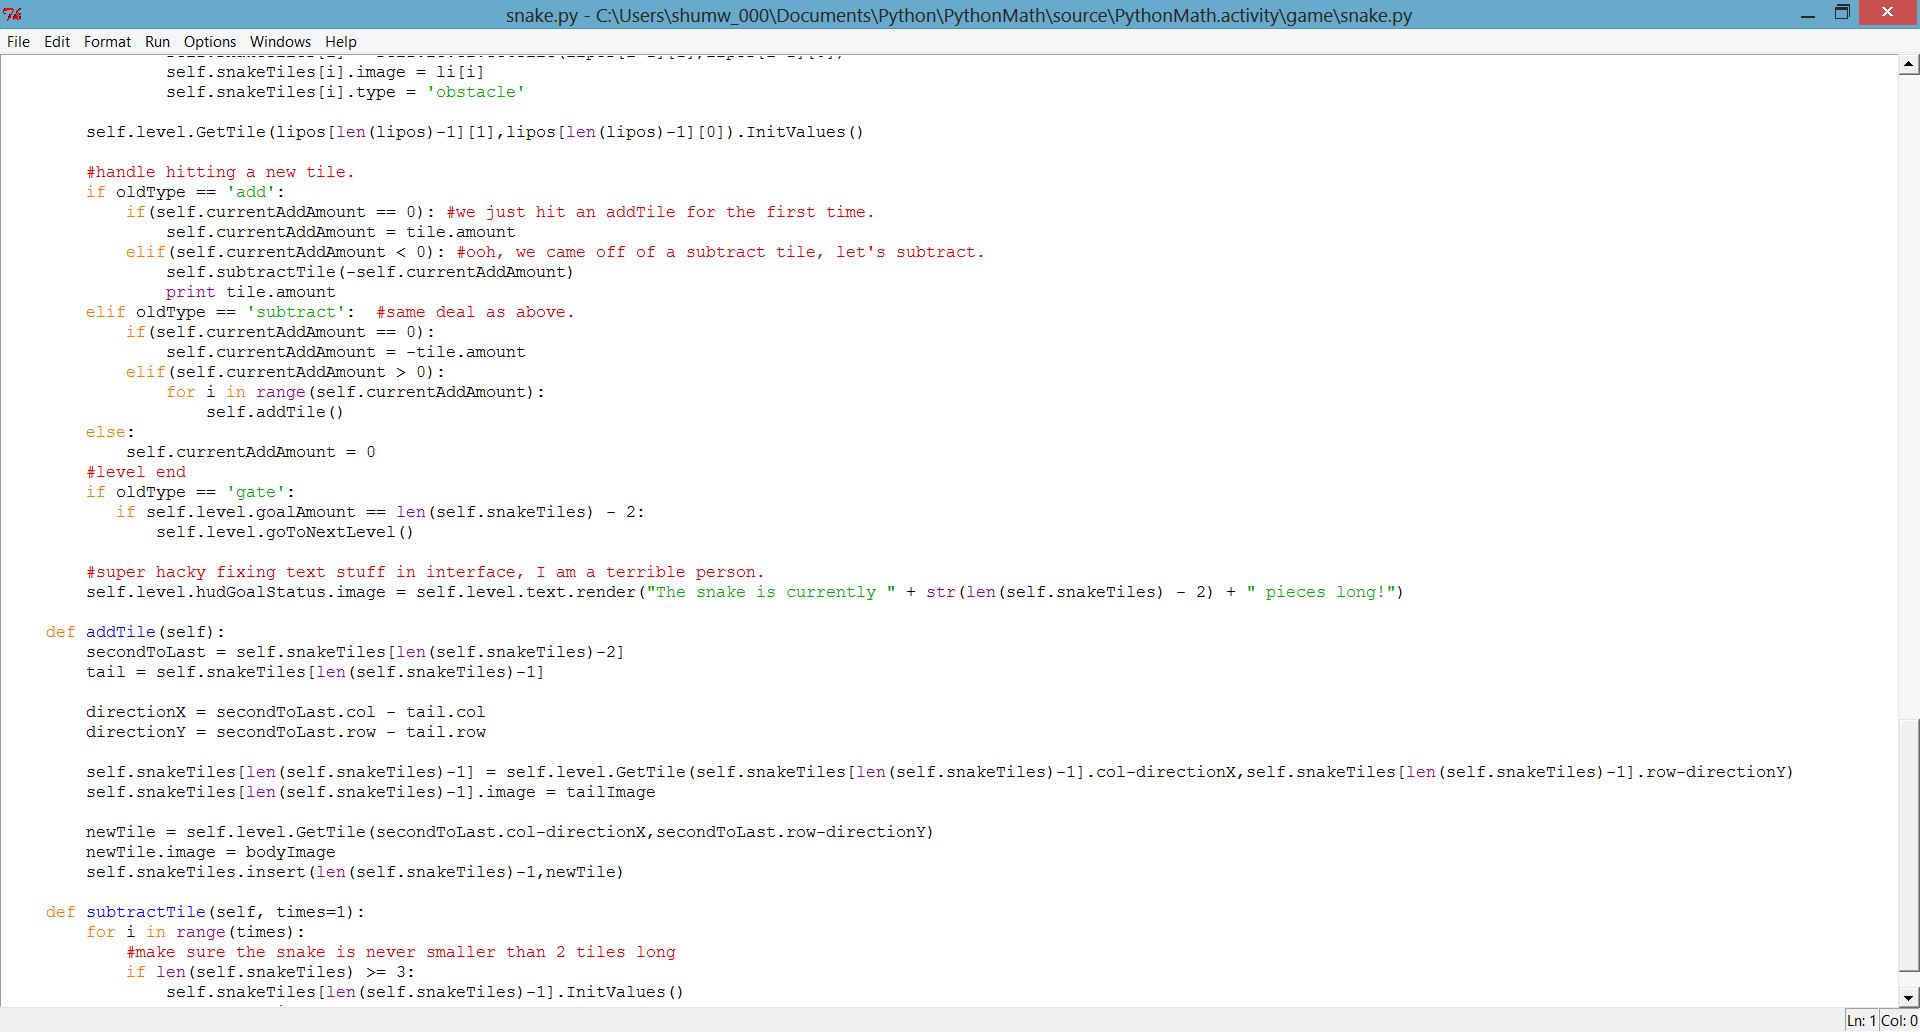 snake.py - C:\Users\shumw_000\Documents\Python\PythonMath\source\PythonMath.activity\game\snake.py
File Edit Format Run Options Windows Help
self.snakeTiles[i].image = li[i]
self.snakeTiles[i].type = 'obstacle'
self.level.GetTile(lipos[len(lipos)-1][1],lipos[len(lipos)-1][0]).InitValues()
#handle hitting a new tile.
if oldType == 'add':
if(self.currentAddAmount == 0): #we just hit an addTile for the first time.
self.currentAddAmount = tile.amount
elif(self.currentAddAmount < 0): #ooh, we came off of a subtract tile, let's subtract.
self.subtractTile(-self.currentAddAmount)
print tile.amount
elif oldType == 'subtract':  #same deal as above.
if(self.currentAddAmount == 0):
self.currentAddAmount = -tile.amount
elif(self.currentAddAmount > 0):
for i in range(self.currentAddAmount):
self.addTile()
else:
self.currentAddAmount = 0
#level end
if oldType == 'gate':
if self.level.goalAmount == len(self.snakeTiles) - 2:
self.level.goToNextLevel()
#super hacky fixing text stuff in interface, I am a terrible person.
self.level.hudGoalStatus.image = self.level.text.render("The snake is currently " + str(len(self.snakeTiles) - 2) + " pieces long!")
def addTile(self):
secondToLast = self.snakeTiles[len(self.snakeTiles)-2]
tail = self.snakeTiles[len(self.snakeTiles)-1]
directionX = secondToLast.col - tail.col
directionY = secondToLast.row - tail.row
self.snakeTiles[len(self.snakeTiles)-1] = self.level.GetTile(self.snakeTiles[len(self.snakeTiles)-1].col-directionX,self.snakeTiles[len(self.snakeTiles)-1].row-directionY)
self.snakeTiles[len(self.snakeTiles)-1].image = tailImage
newTile = self.level.GetTile(secondToLast.col-directionX,secondToLast.row-directionY)
newTile.image = bodyImage
self.snakeTiles.insert(len(self.snakeTiles)-1,newTile)
def subtractTile(self, times=1):
for i in range(times):
#make sure the snake is never smaller than 2 tiles long
if len(self.snakeTiles) >= 3:
self.snakeTiles[len(self.snakeTiles)-1].InitValues()
Ln: 1 Col: 0